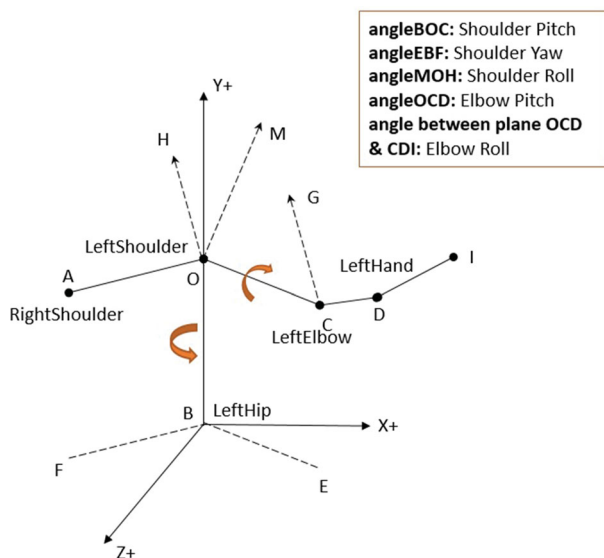 angleBOC: Shoulder Pitch
angleEBF: Shoulder Yaw
angleMOH: Shoulder Roll
angleOCD: Elbow Pitch
angle between plane OCD
& CDI: Elbow Roll
Y+
H
M
G
LeftShoulder
I
A
O
LeftHand
RightShoulder
C
D
LeftElbow
B
LeftHip
X+
F
E
Z+